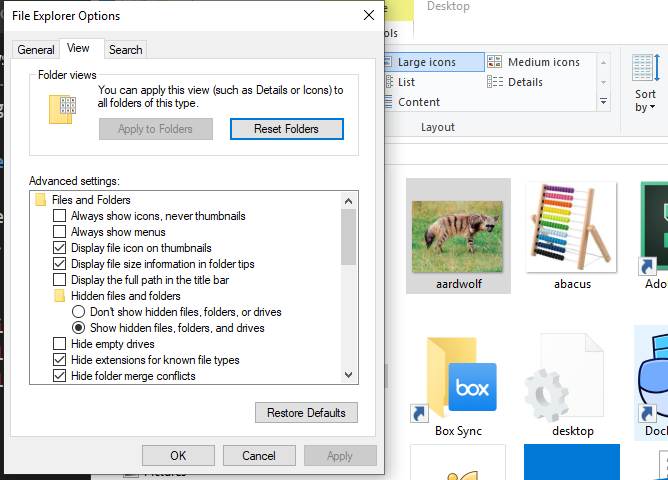 File Explorer Options
General
View
Search
Folder views
You can apply this view (such as Details or Icons) to
all folders of this type.
Apply to Folders
Reset Folders
Advanced settings:
Files and Folders
Always show icons, never thumbnails
Always show menus
Display file icon on thumbnails
Display file size information in folder tips
Display the full path in the title bar
Hidden files and folders
Don't show hidden files, folders, or drives
Show hidden files, folders, and drives
Hide empty drives
Hide extensions for known file types
Hide folder merge conflicts
Restore Defaults
OK
Cancel
Apply
Desktop
Large icons
Medium icons
List
Details
Content
Layout
Sort
by
aardwolf
abacus
Ado
box
Box Sync
desktop
Dock